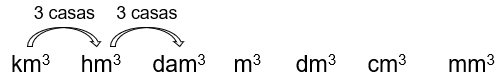 3 casas 3 casas
km³ hm³ dam³ m³ dm³ cm³ mm³